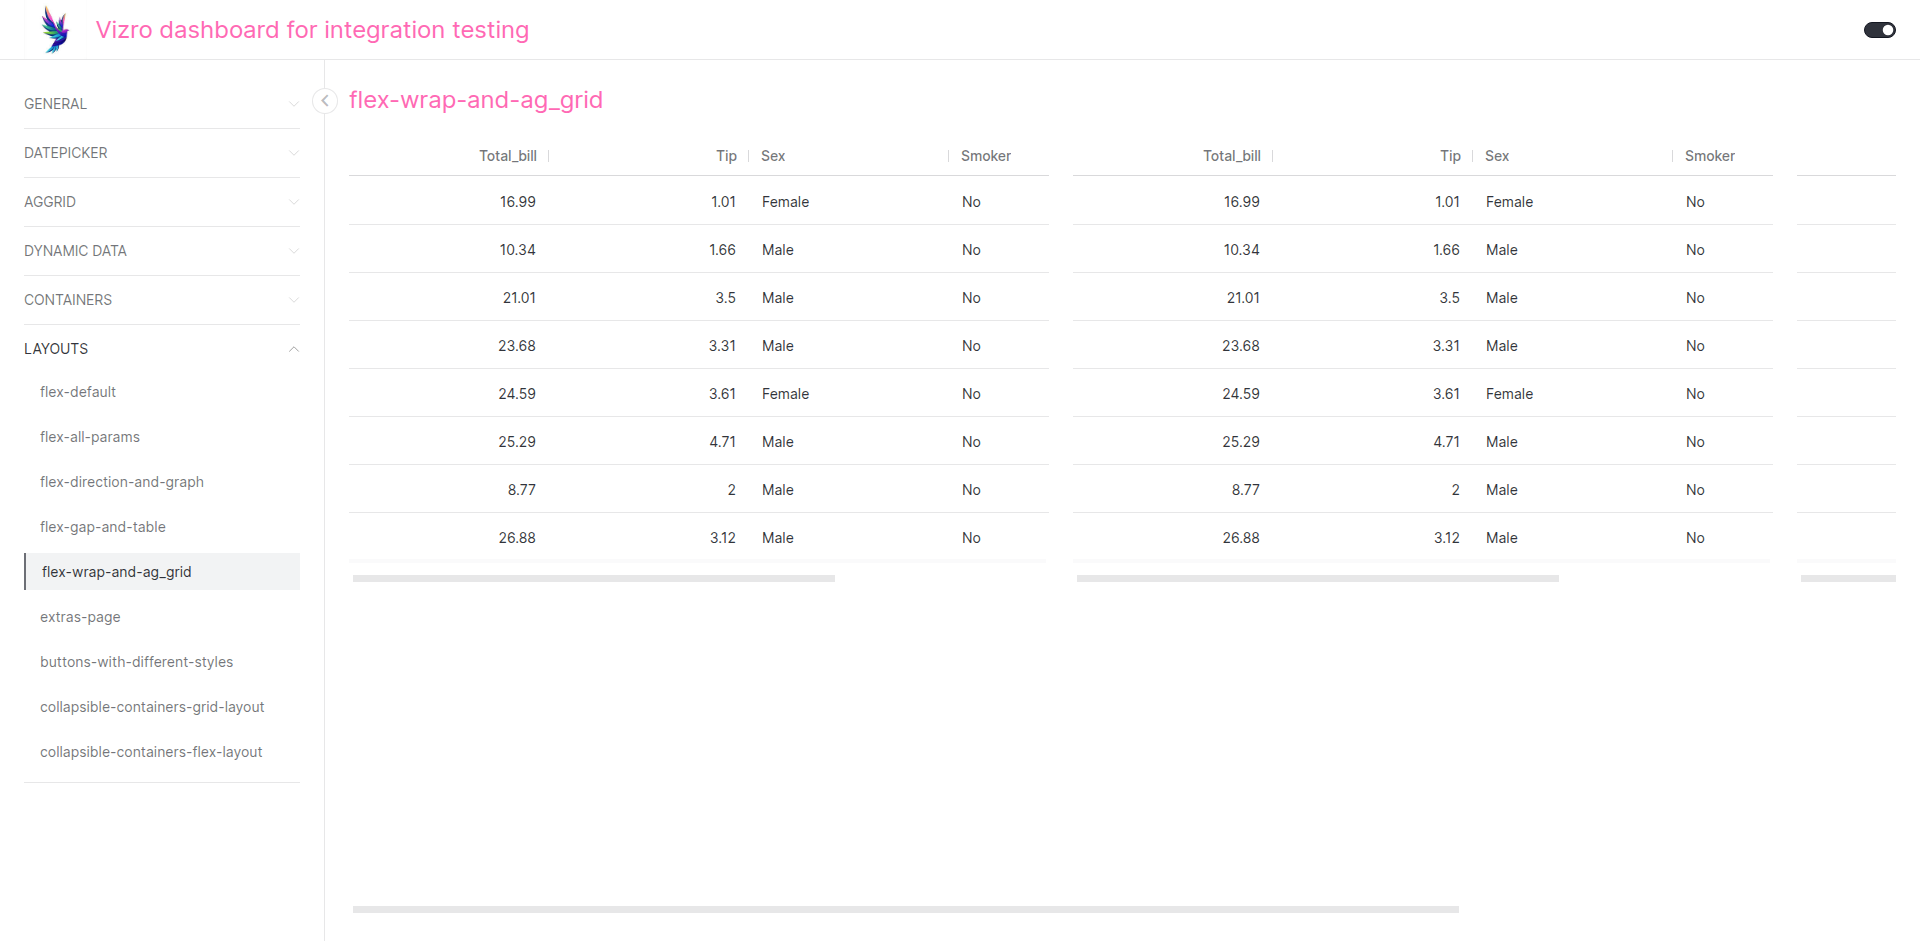 Vizro dashboard for integration testing
GENERAL
DATEPICKER
AGGRID
DYNAMIC DATA
CONTAINERS
LAYOUTS
flex-default
flex-all-params
flex-direction-and-graph
flex-gap-and-table
flex-wrap-and-ag_grid
extras-page
buttons-with-different-styles
collapsible-containers-grid-layout
collapsible-containers-flex-layout
flex-wrap-and-ag_grid
Total_bill Tip Sex Smoker
16.99 1.01 Female No
10.34 1.66 Male No
21.01 3.5 Male No
23.68 3.31 Male No
24.59 3.61 Female No
25.29 4.71 Male No
8.77 2 Male No
26.88 3.12 Male No
Total_bill Tip Sex Smoker
16.99 1.01 Female No
10.34 1.66 Male No
21.01 3.5 Male No
23.68 3.31 Male No
24.59 3.61 Female No
25.29 4.71 Male No
8.77 2 Male No
26.88 3.12 Male No